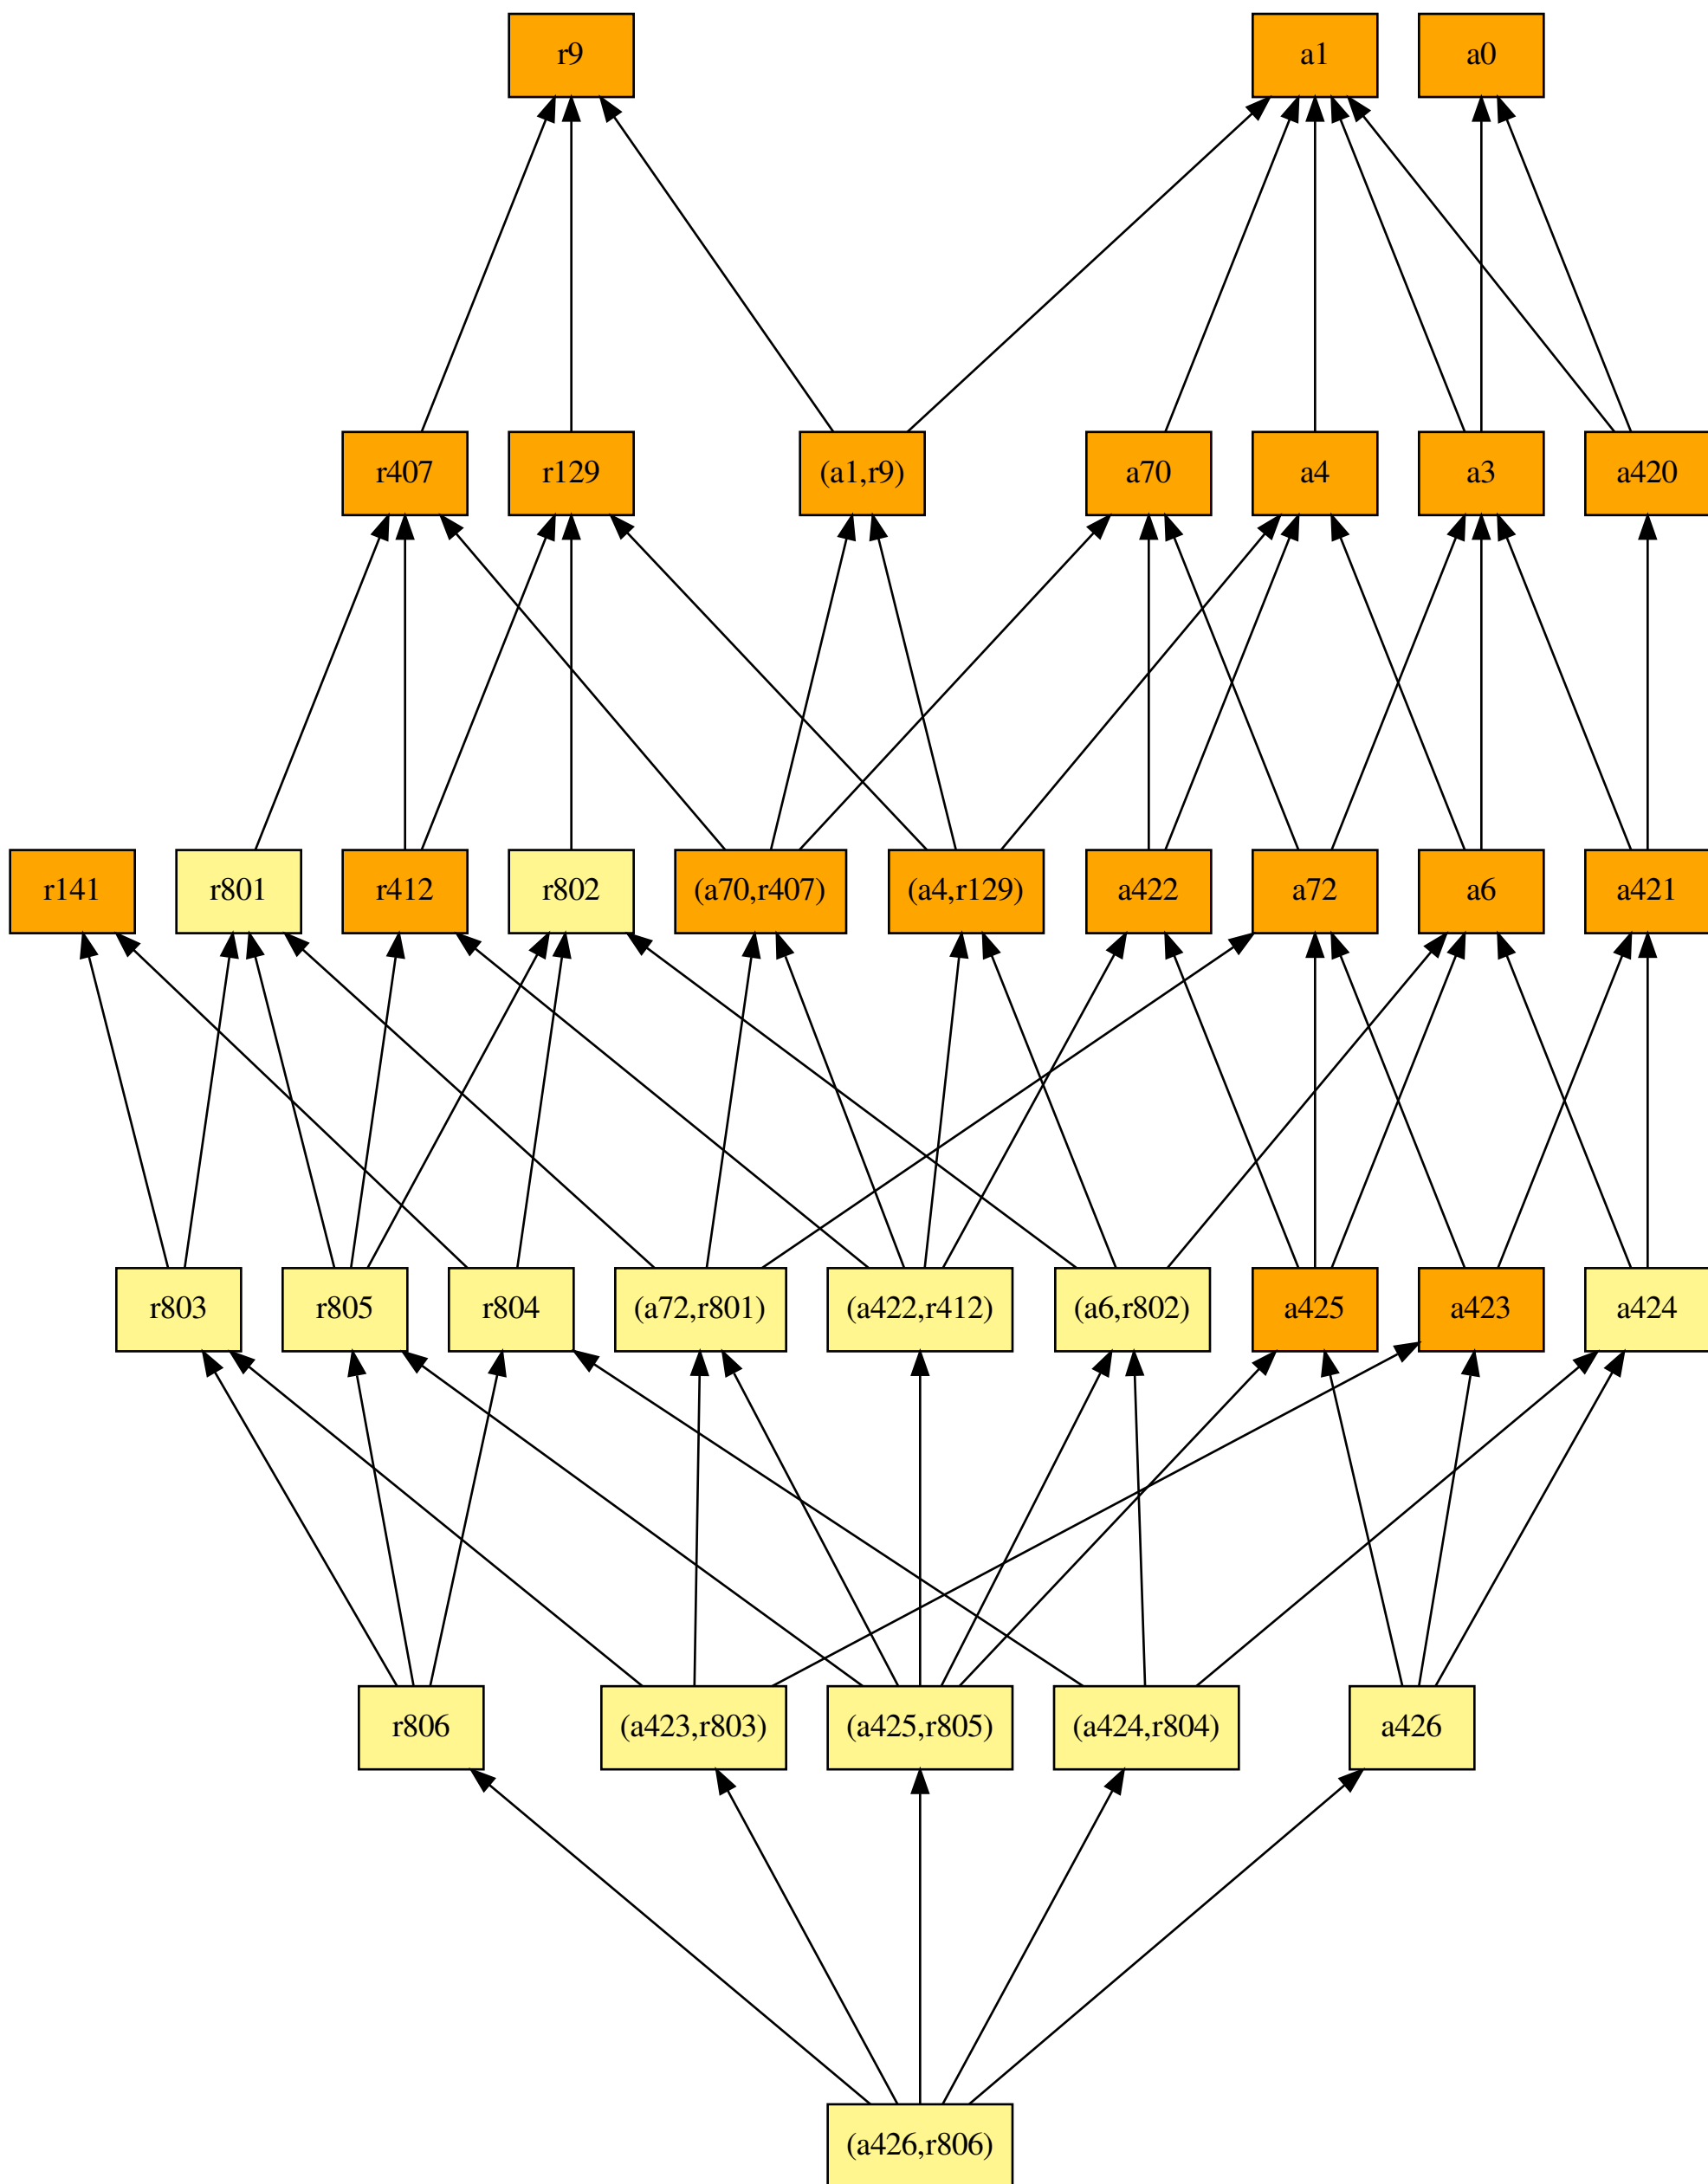 r9
a1
a0
r407
r129
(a1,r9)
a70
a4
a3
a420
r141
r801
r412
r802
(a70,r407)
(a4,r129)
a422
a72
a6
a421
r803
r805
r804
(a72,r801)
(a422,r412)
(a6,r802)
a425
a423
a424
r806
(a423,r803)
(a425,r805)
(a424,r804)
a426
(a426,r806)